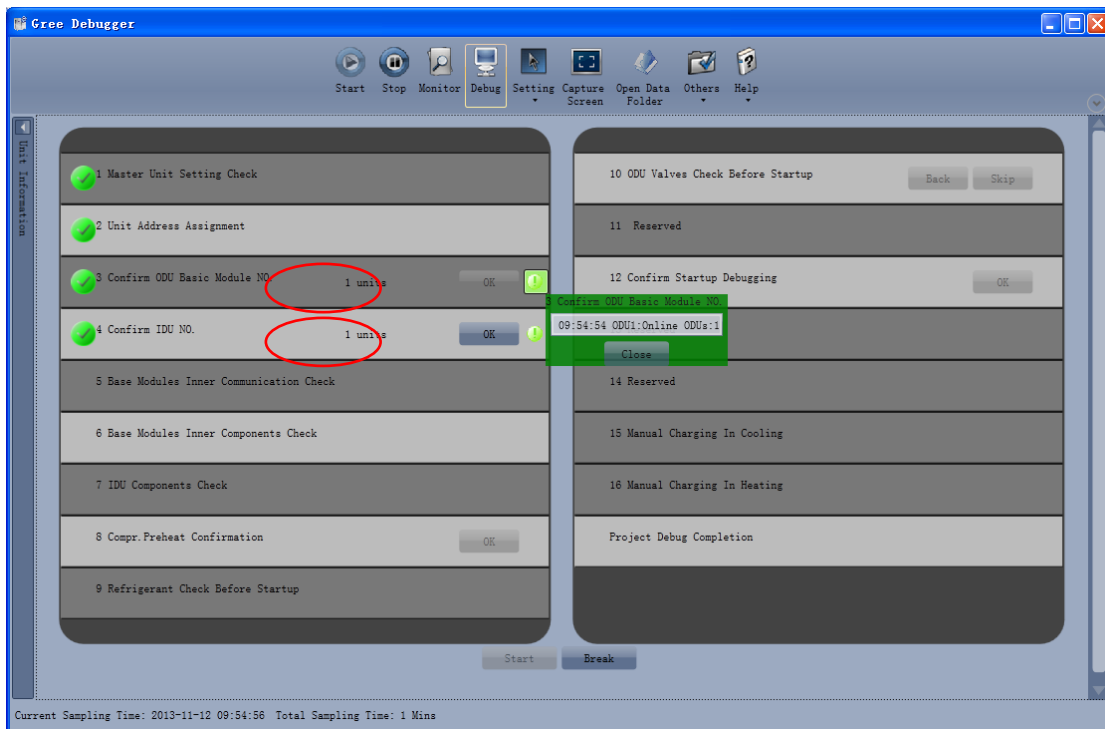 Gree Debugger
Start Stop Monitor Debug Setting Capture Screen Open Data Folder Others Help
Unit Information
1 Master Unit Setting Check
2 Unit Address Assignment
3 Confirm ODU Basic Module NO. 1 units OK
4 Confirm IDU NO. 1 units OK
5 Base Modules Inner Communication Check
6 Base Modules Inner Components Check
7 IDU Components Check
8 Compr.Preheat Confirmation OK
9 Refrigerant Check Before Startup
10 ODU Valves Check Before Startup Back Skip
11 Reserved
12 Confirm Startup Debugging OK
3 Confirm ODU Basic Module NO.
09:54:54 ODU1:Online ODUs:1
Close
14 Reserved
15 Manual Charging In Cooling
16 Manual Charging In Heating
Project Debug Completion
Start Break
Current Sampling Time: 2013-11-12 09:54:56 Total Sampling Time: 1 Mins